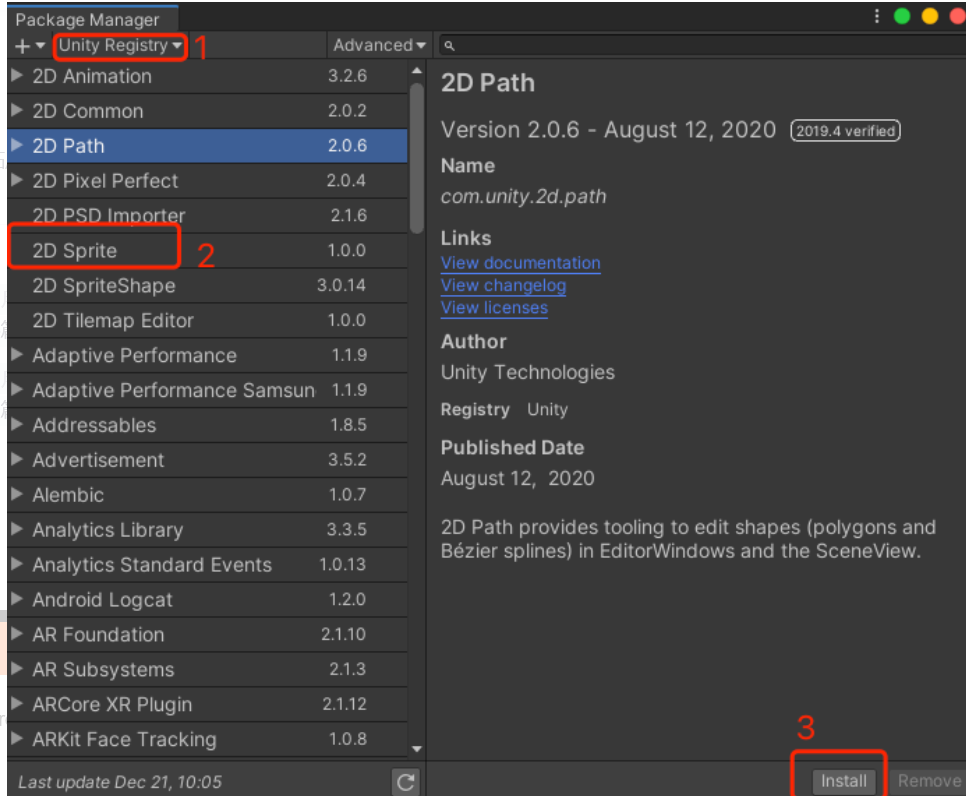 Package Manager
Unity Registry 1 Advanced
2D Animation 3.2.6
2D Common 2.0.2
2D Path 2.0.6
2D Pixel Perfect 2.0.4
2D PSD Importer 2.1.6
2D Sprite 2 1.0.0
2D SpriteShape 3.0.14
2D Tilemap Editor 1.0.0
Adaptive Performance 1.1.9
Adaptive Performance Samsun 1.1.9
Addressables 1.8.5
Advertisement 3.5.2
Alembic 1.0.7
Analytics Library 3.3.5
Analytics Standard Events 1.0.13
Android Logcat 1.2.0
AR Foundation 2.1.10
AR Subsystems 2.1.3
ARCore XR Plugin 2.1.12
ARKit Face Tracking 1.0.8
Last update Dec 21, 10:05
2D Path
Version 2.0.6 - August 12, 2020 2019.4 verified
Name
com.unity.2d.path
Links
View documentation
View changelog
View licenses
Author
Unity Technologies
Registry Unity
Published Date
August 12, 2020
2D Path provides tooling to edit shapes (polygons and
Bézier splines) in EditorWindows and the SceneView.
3
Install Remove